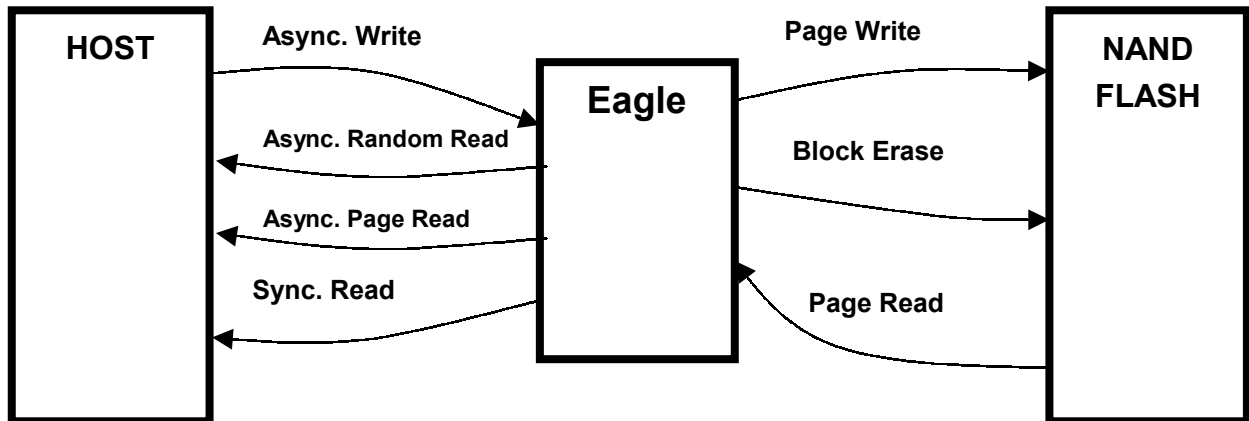 HOST
Async. Write
Async. Random Read
Async. Page Read
Sync. Read
Eagle
Page Write
Block Erase
Page Read
NAND
FLASH